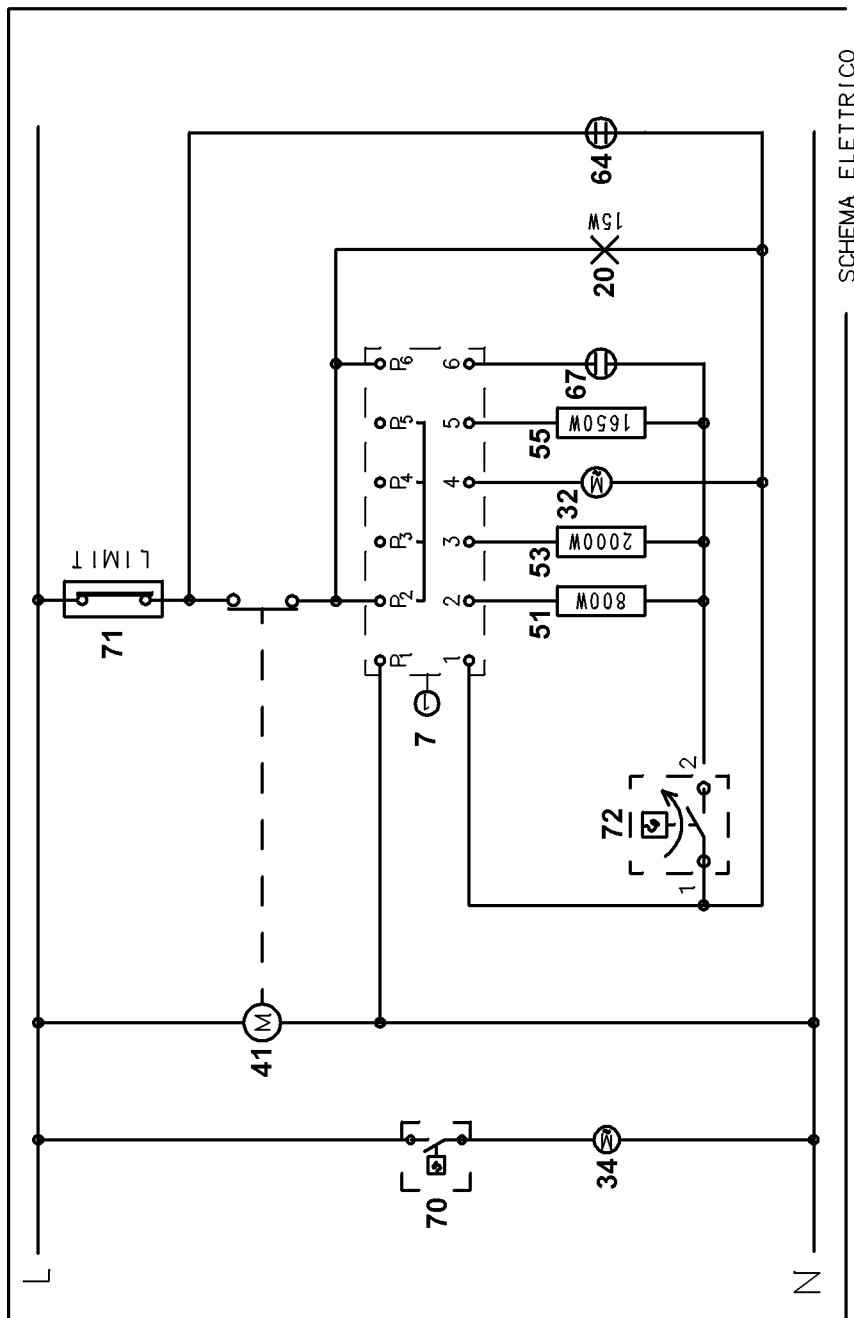 L
N
SCHEMA ELETTRICO
LIMIT
71
64
15W
20
P1 P2 P3 P4 P5 P6
1 2 3 4 5 6
7
67
1650W
55
M̃
32
2000W
53
800W
51
72
1 2
M
41
70
M̃
34